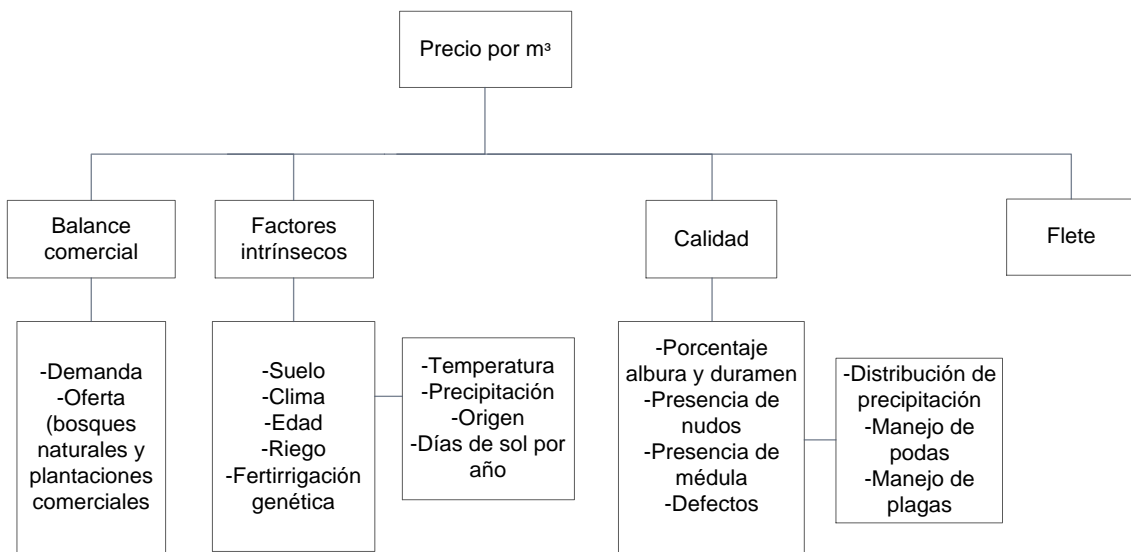 Precio por m³
Balance
comercial
Factores
intrínsecos
Calidad
Flete
-Demanda
-Oferta
(bosques
naturales y
plantaciones
comerciales
-Suelo
-Clima
-Edad
-Riego
-Fertirrigación
genética
-Temperatura
-Precipitación
-Origen
-Días de sol por
año
-Porcentaje
albura y duramen
-Presencia de
nudos
-Presencia de
médula
-Defectos
-Distribución de
precipitación
-Manejo de
podas
-Manejo de
plagas